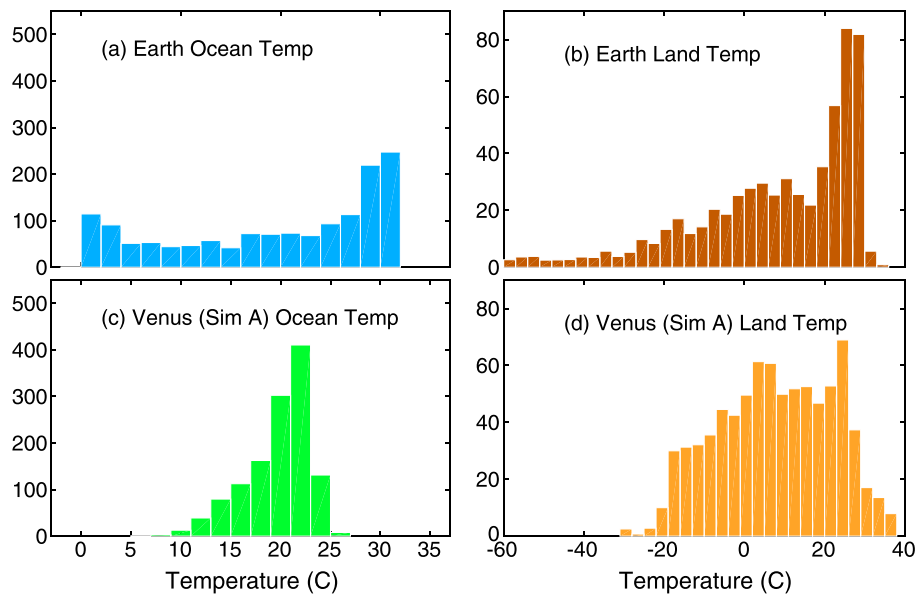 500
400
300
200
100
0
(a) Earth Ocean Temp
80
60
40
20
0
(b) Earth Land Temp
500
400
300
200
100
0
(c) Venus (Sim A) Ocean Temp
0 5 10 15 20 25 30 35
Temperature (C)
80
60
40
20
0
(d) Venus (Sim A) Land Temp
-60 -40 -20 0 20 40
Temperature (C)